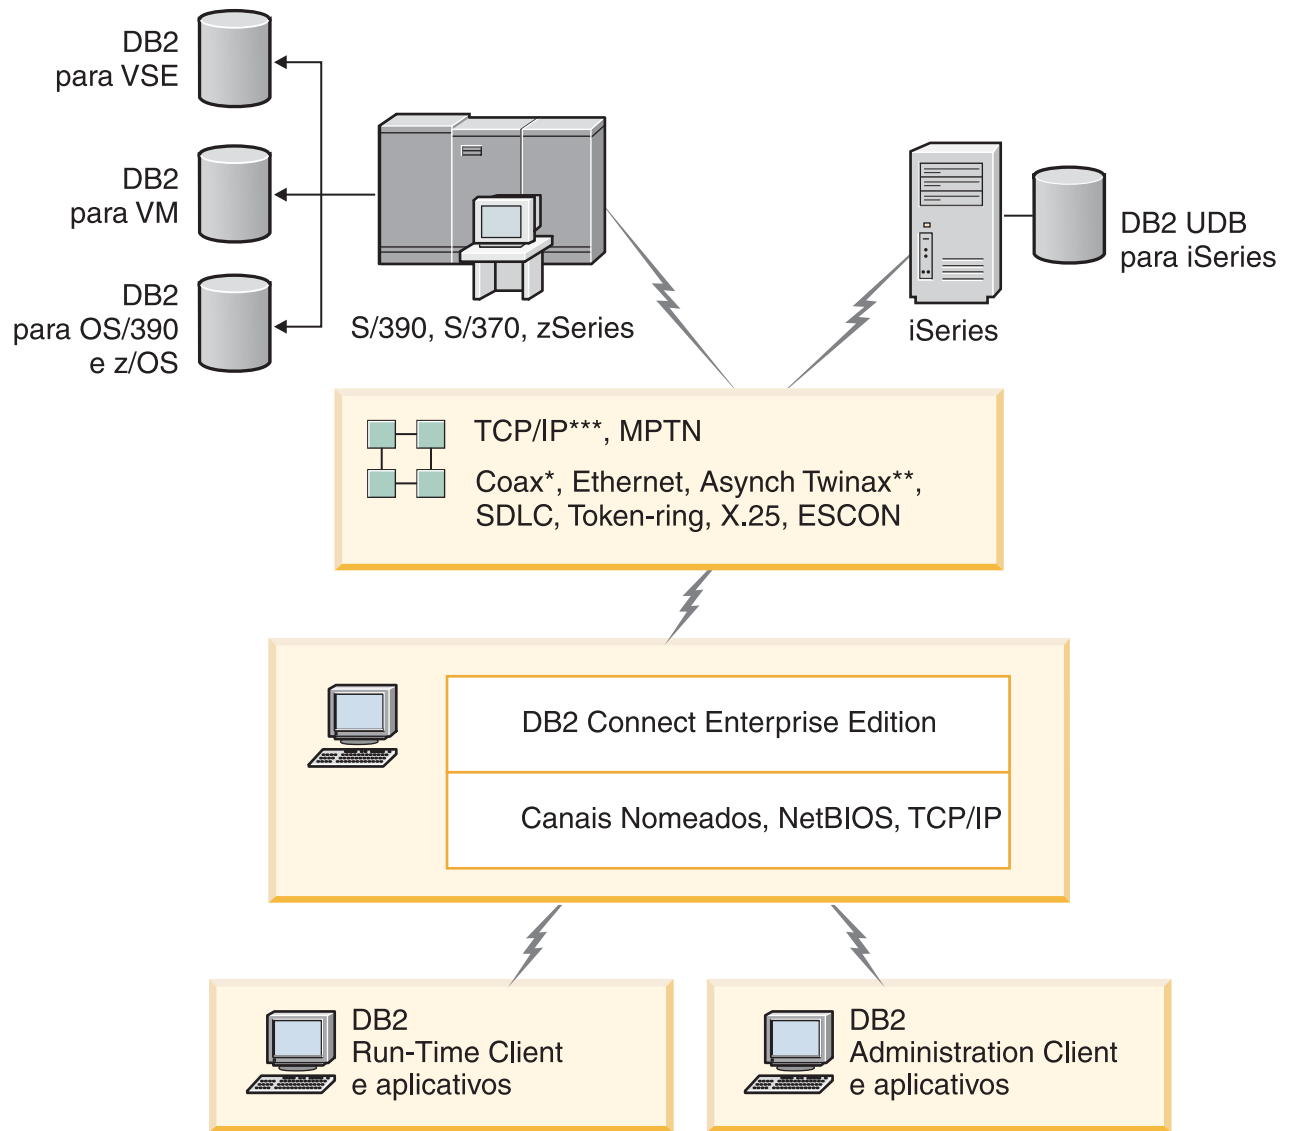 DB2
para VSE
DB2
para VM
DB2
para OS/390
e z/OS
S/390, S/370, zSeries
iSeries
DB2 UDB
para iSeries
TCP/IP***, MPTN
Coax*, Ethernet, Asynch Twinax**,
SDLC, Token-ring, X.25, ESCON
DB2 Connect Enterprise Edition
Canais Nomeados, NetBIOS, TCP/IP
DB2
Run-Time Client
e aplicativos
DB2
Administration Client
e aplicativos